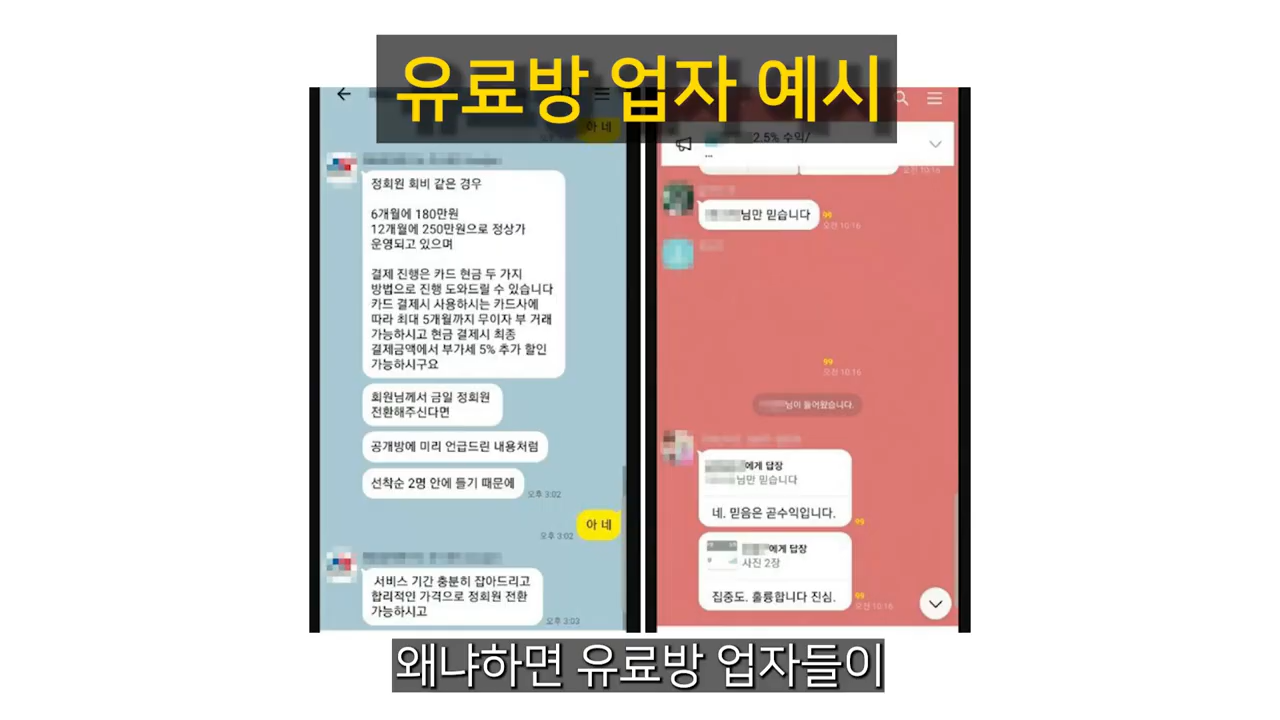 유료방 업자 예시
아 네
정회원 회비 같은 경우
6개월에 180만원
12개월에 250만원으로 정상가
운영되고 있으며
결제 진행은 카드 현금 두 가지
방법으로 진행 도와드릴 수 있습니다
카드 결제시 사용하시는 카드사에
따라 최대 5개월까지 무이자 부 거래
가능하시고 현금 결제시 최종
결제금액에서 부가세 5% 추가 할인
가능하시구요
회원님께서 금일 정회원
전환해주신다면
공개방에 미리 언급드린 내용처럼
선착순 2명 안에 들기 때문에
오후 3:02
아 네
오후 3:02
서비스 기간 충분히 잡아드리고
합리적인 가격으로 정회원 전환
가능하시고
오후 3:03
2.5% 수익/
...
오전 10:16
님만 믿습니다
99
오전 10:16
99
오전 10:16
님이 들어왔습니다.
에게 답장
님만 믿습니다
네. 믿음은 곧수익입니다.
99
에게 답장
사진 2장
집중도. 훌륭합니다 진심.
99
오전 10:16
왜냐하면 유료방 업자들이